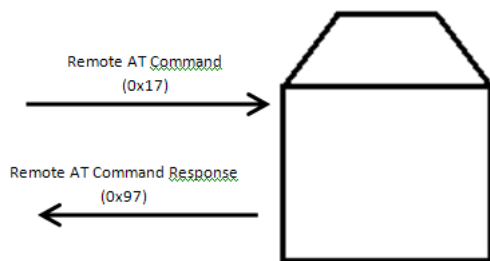 Remote AT Command
(0x17)
Remote AT Command Response
(0x97)